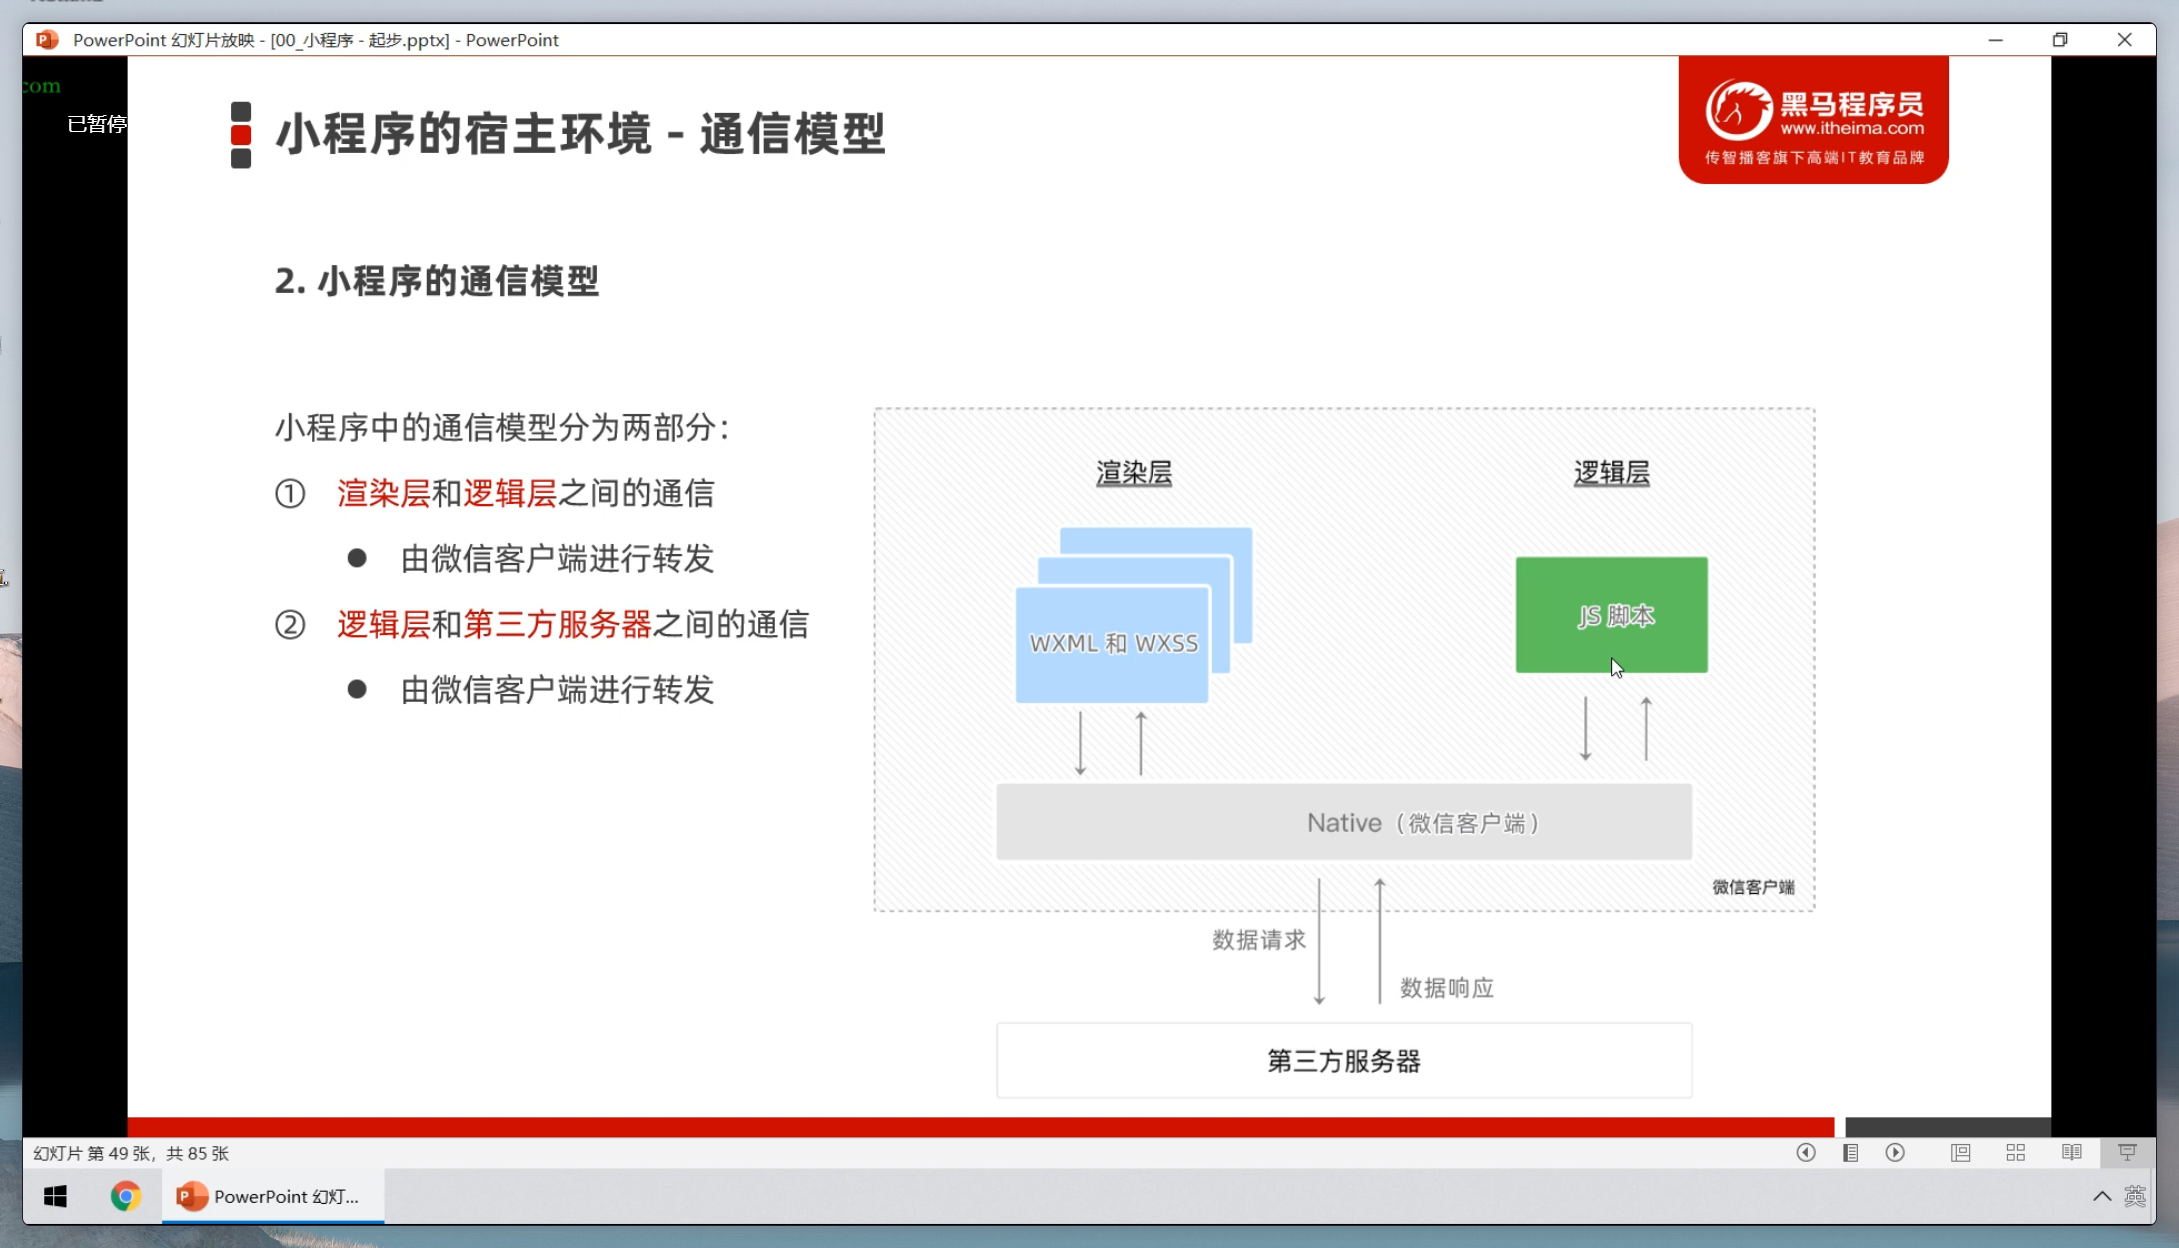 PowerPoint 幻灯片放映 - [00_小程序 - 起步.pptx] - PowerPoint
com
已暂停
小程序的宿主环境 - 通信模型
黑马程序员
www.itheima.com
传智播客旗下高端IT教育品牌
2. 小程序的通信模型
小程序中的通信模型分为两部分：
① 渲染层和逻辑层之间的通信
● 由微信客户端进行转发
② 逻辑层和第三方服务器之间的通信
● 由微信客户端进行转发
渲染层
逻辑层
WXML 和 WXSS
JS 脚本
Native（微信客户端）
微信客户端
数据请求
数据响应
第三方服务器
幻灯片 第 49 张，共 85 张
PowerPoint 幻灯...
英